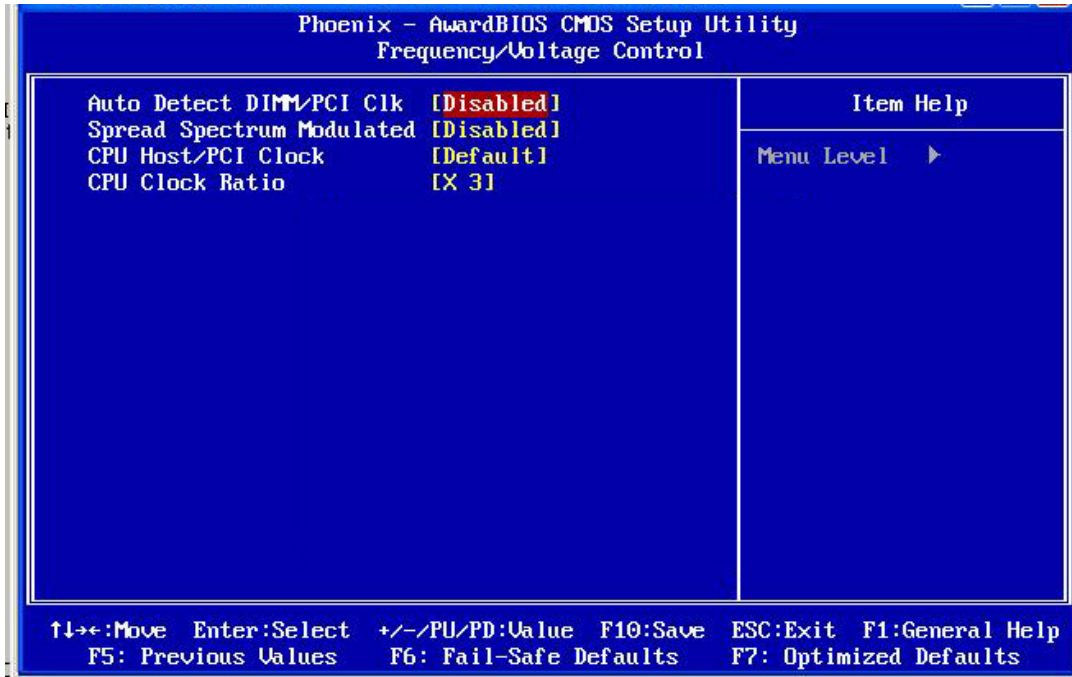 Phoenix - AwardBIOS CMOS Setup Utility
Frequency/Voltage Control
Auto Detect DIMM/PCI Clk [Disabled]
Spread Spectrum Modulated [Disabled]
CPU Host/PCI Clock [Default]
CPU Clock Ratio [X 3]
Item Help
Menu Level ▶
↑↓→←:Move Enter:Select +/-/PU/PD:Value F10:Save ESC:Exit F1:General Help
F5: Previous Values F6: Fail-Safe Defaults F7: Optimized Defaults